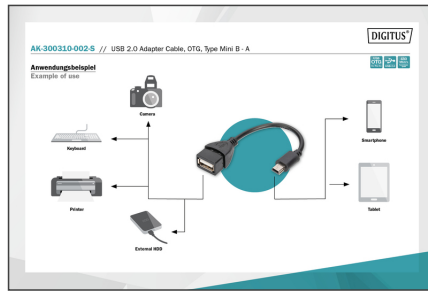 DIGITUS®
AK-300310-002-S // USB 2.0 Adapter Cable, OTG, Type Mini B - A
Anwendungsbeispiel
Example of use
OTG
Camera
Keyboard
Smartphone
Printer
Tablet
External HDD